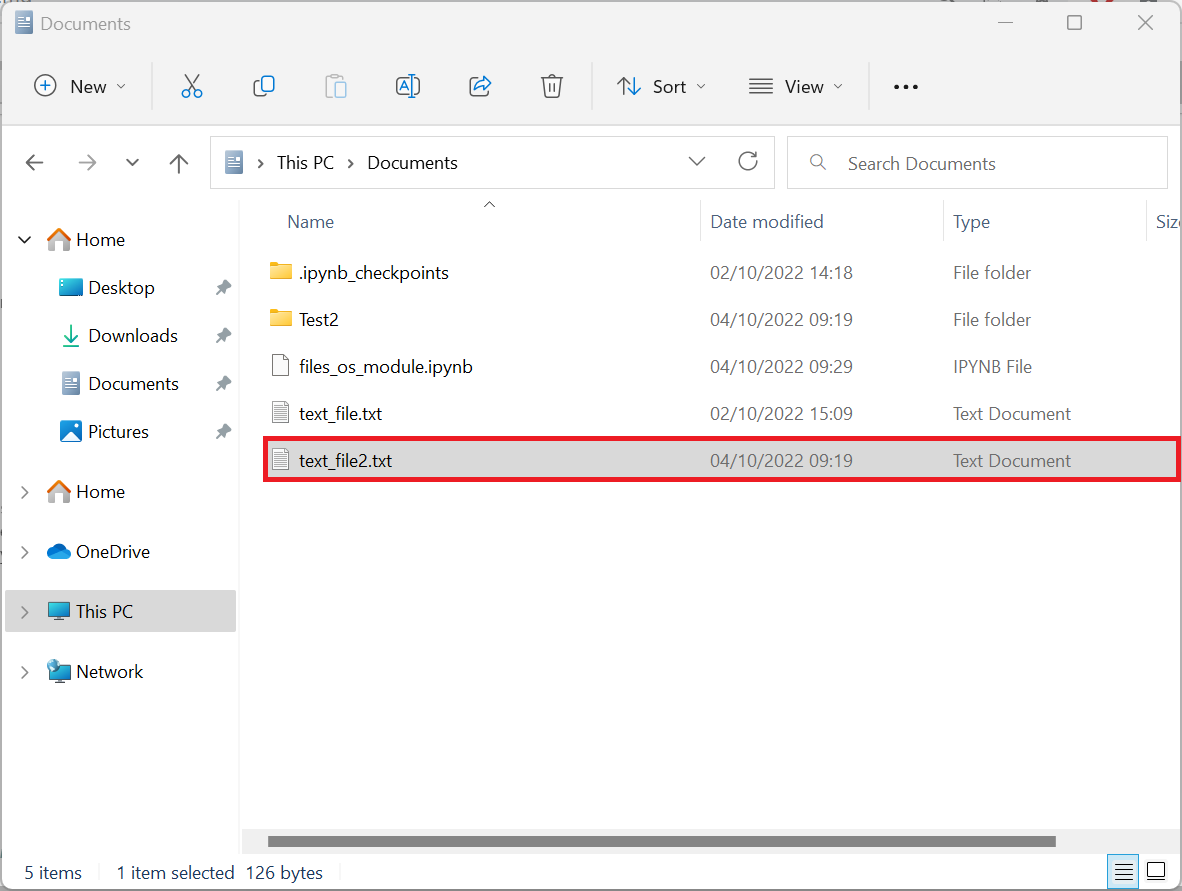 Documents
New
Sort
View
This PC
Documents
Search Documents
Name
Date modified
Type
Home
.ipynb_checkpoints
02/10/2022 14:18
File folder
Desktop
Test2
04/10/2022 09:19
File folder
Downloads
files_os_module.ipynb
04/10/2022 09:29
IPYNB File
Documents
text_file.txt
02/10/2022 15:09
Text Document
Pictures
text_file2.txt
04/10/2022 09:19
Text Document
Home
OneDrive
This PC
Network
5 items
1 item selected 126 bytes